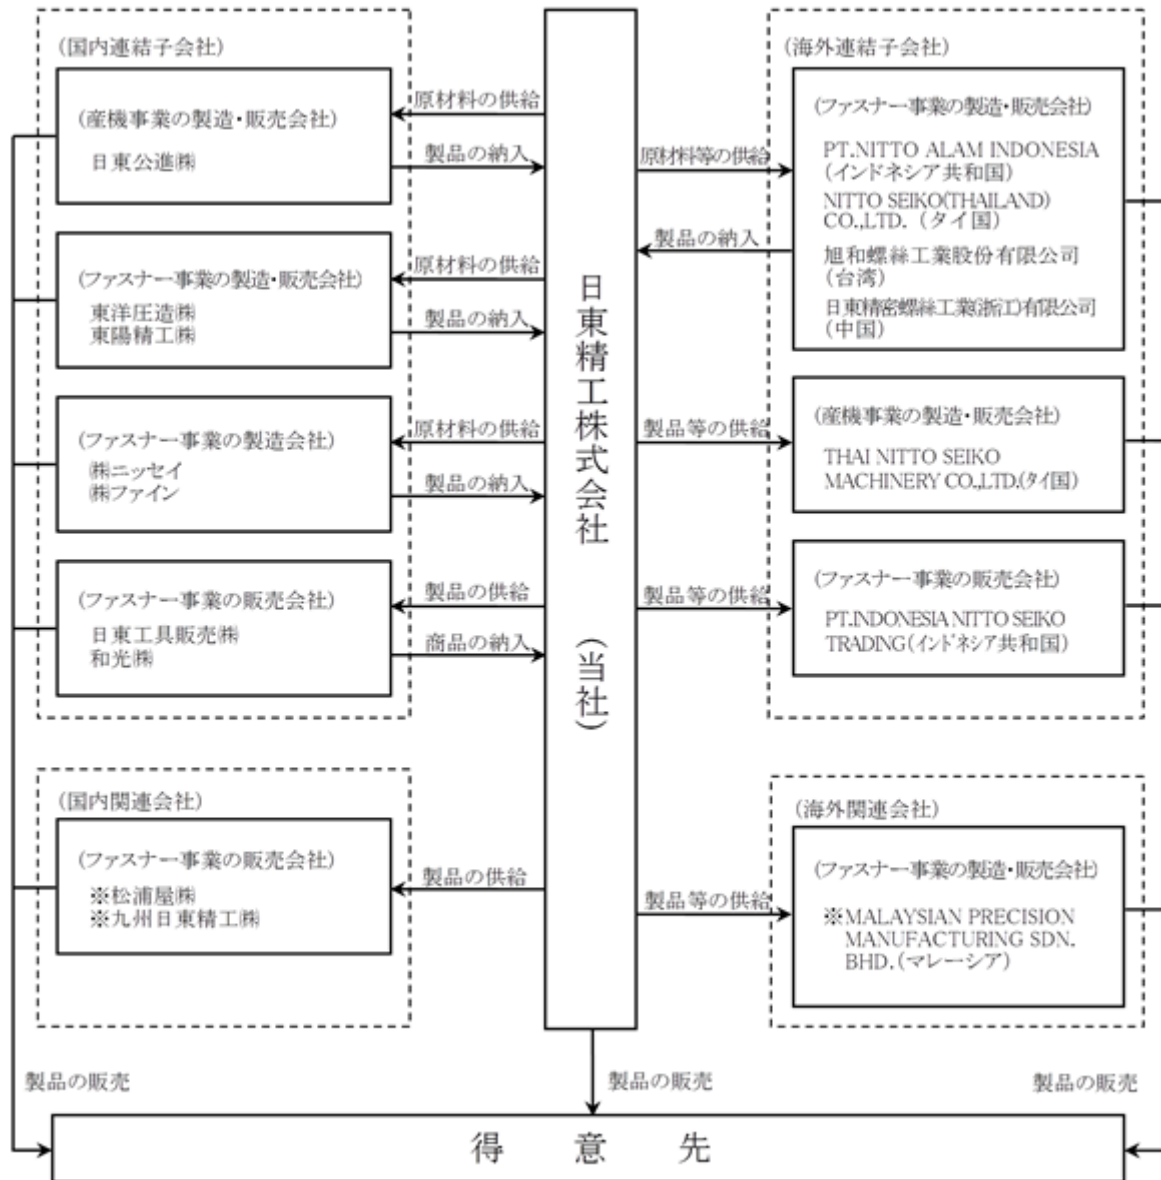 (国内連結子会社)
(産機事業の製造・販売会社)
日東公進㈱
(ファスナー事業の製造・販売会社)
東洋圧造㈱
東陽精工㈱
(ファスナー事業の製造会社)
㈱ニッセイ
㈱ファイン
(ファスナー事業の販売会社)
日東工具販売㈱
和光㈱
(国内関連会社)
(ファスナー事業の販売会社)
※松浦屋㈱
※九州日東精工㈱
原材料の供給
製品の納入
原材料の供給
製品の納入
原材料の供給
製品の納入
製品の供給
商品の納入
製品の供給
日東精工株式会社(当社)
原材料等の供給
製品の納入
製品等の供給
製品等の供給
製品等の供給
(海外連結子会社)
(ファスナー事業の製造・販売会社)
PT.NITTO ALAM INDONESIA
(インドネシア共和国)
NITTO SEIKO(THAILAND)
CO.,LTD. (タイ国)
旭和螺絲工業股份有限公司
(台湾)
日東精密螺絲工業(浙江)有限公司
(中国)
(産機事業の製造・販売会社)
THAI NITTO SEIKO
MACHINERY CO.,LTD.(タイ国)
(ファスナー事業の販売会社)
PT.INDONESIA NITTO SEIKO
TRADING(インドネシア共和国)
(海外関連会社)
(ファスナー事業の製造・販売会社)
※MALAYSIAN PRECISION
MANUFACTURING SDN.
BHD.(マレーシア)
製品の販売
製品の販売
製品の販売
得意先